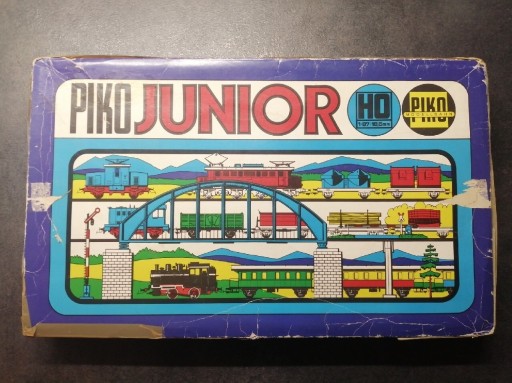 PIKO JUNIOR
HO
1:87 16,5mm
PIKO